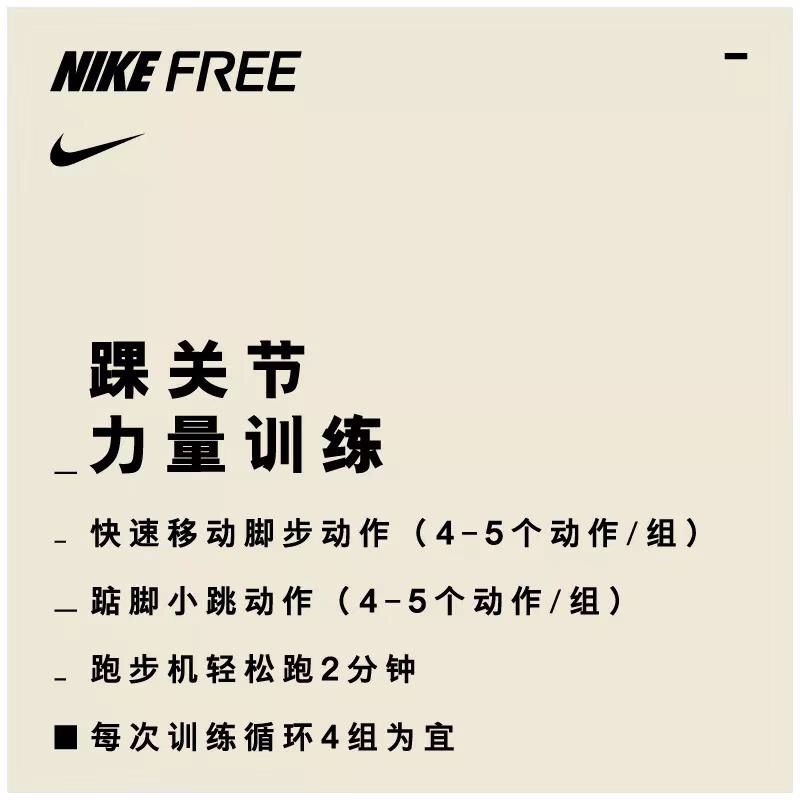 NIKE FREE
踝关节
力量训练
快速移动脚步动作（4-5个动作/组）
踮脚小跳动作（4-5个动作/组）
跑步机轻松跑2分钟
每次训练循环4组为宜